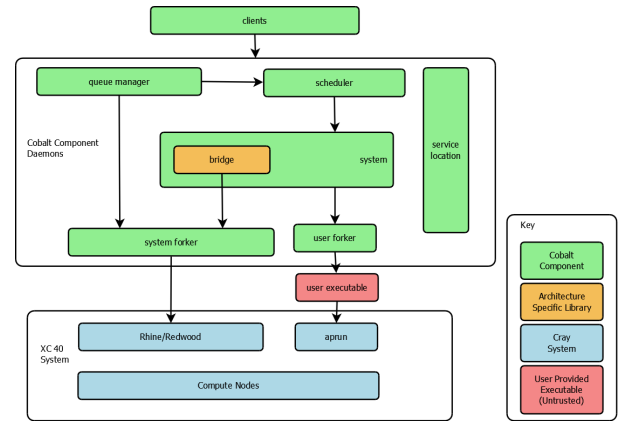 clients
queue manager
scheduler
Cobalt Component
Daemons
bridge
system
service
location
system forker
user forker
user executable
XC 40
System
Rhine/Redwood
aprun
Compute Nodes
Key
Cobalt
Component
Architecture
Specific Library
Cray
System
User Provided
Executable
(Untrusted)